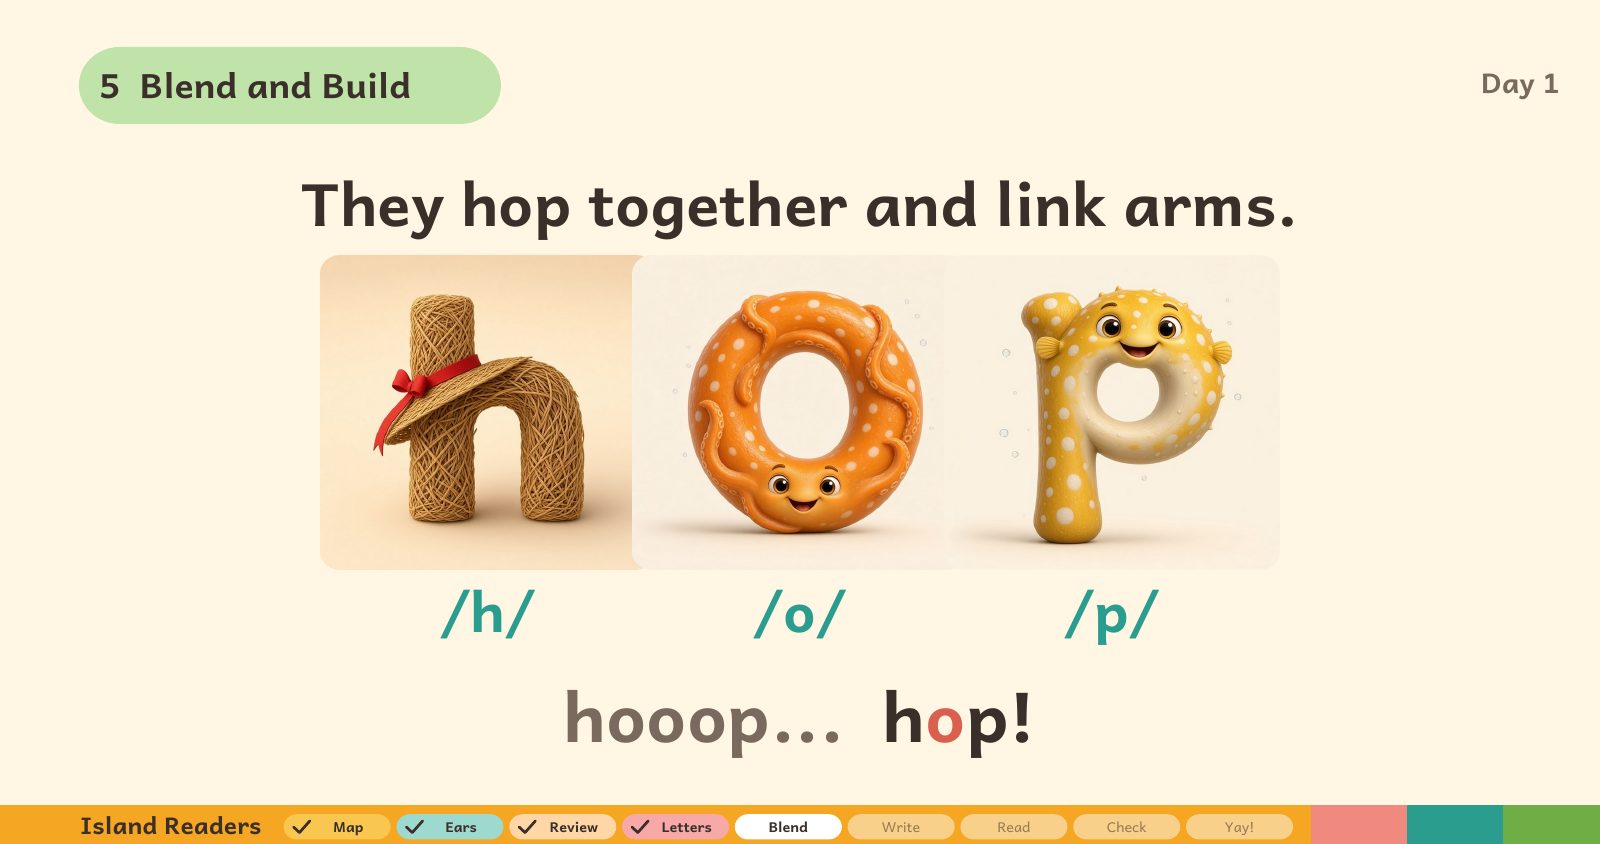 5 Blend and Build
Day 1
They hop together and link arms.
h o p
/h/ /o/ /p/
hooop... hop!
Island Readers Map Ears Review Letters Blend Write Read Check Yay!